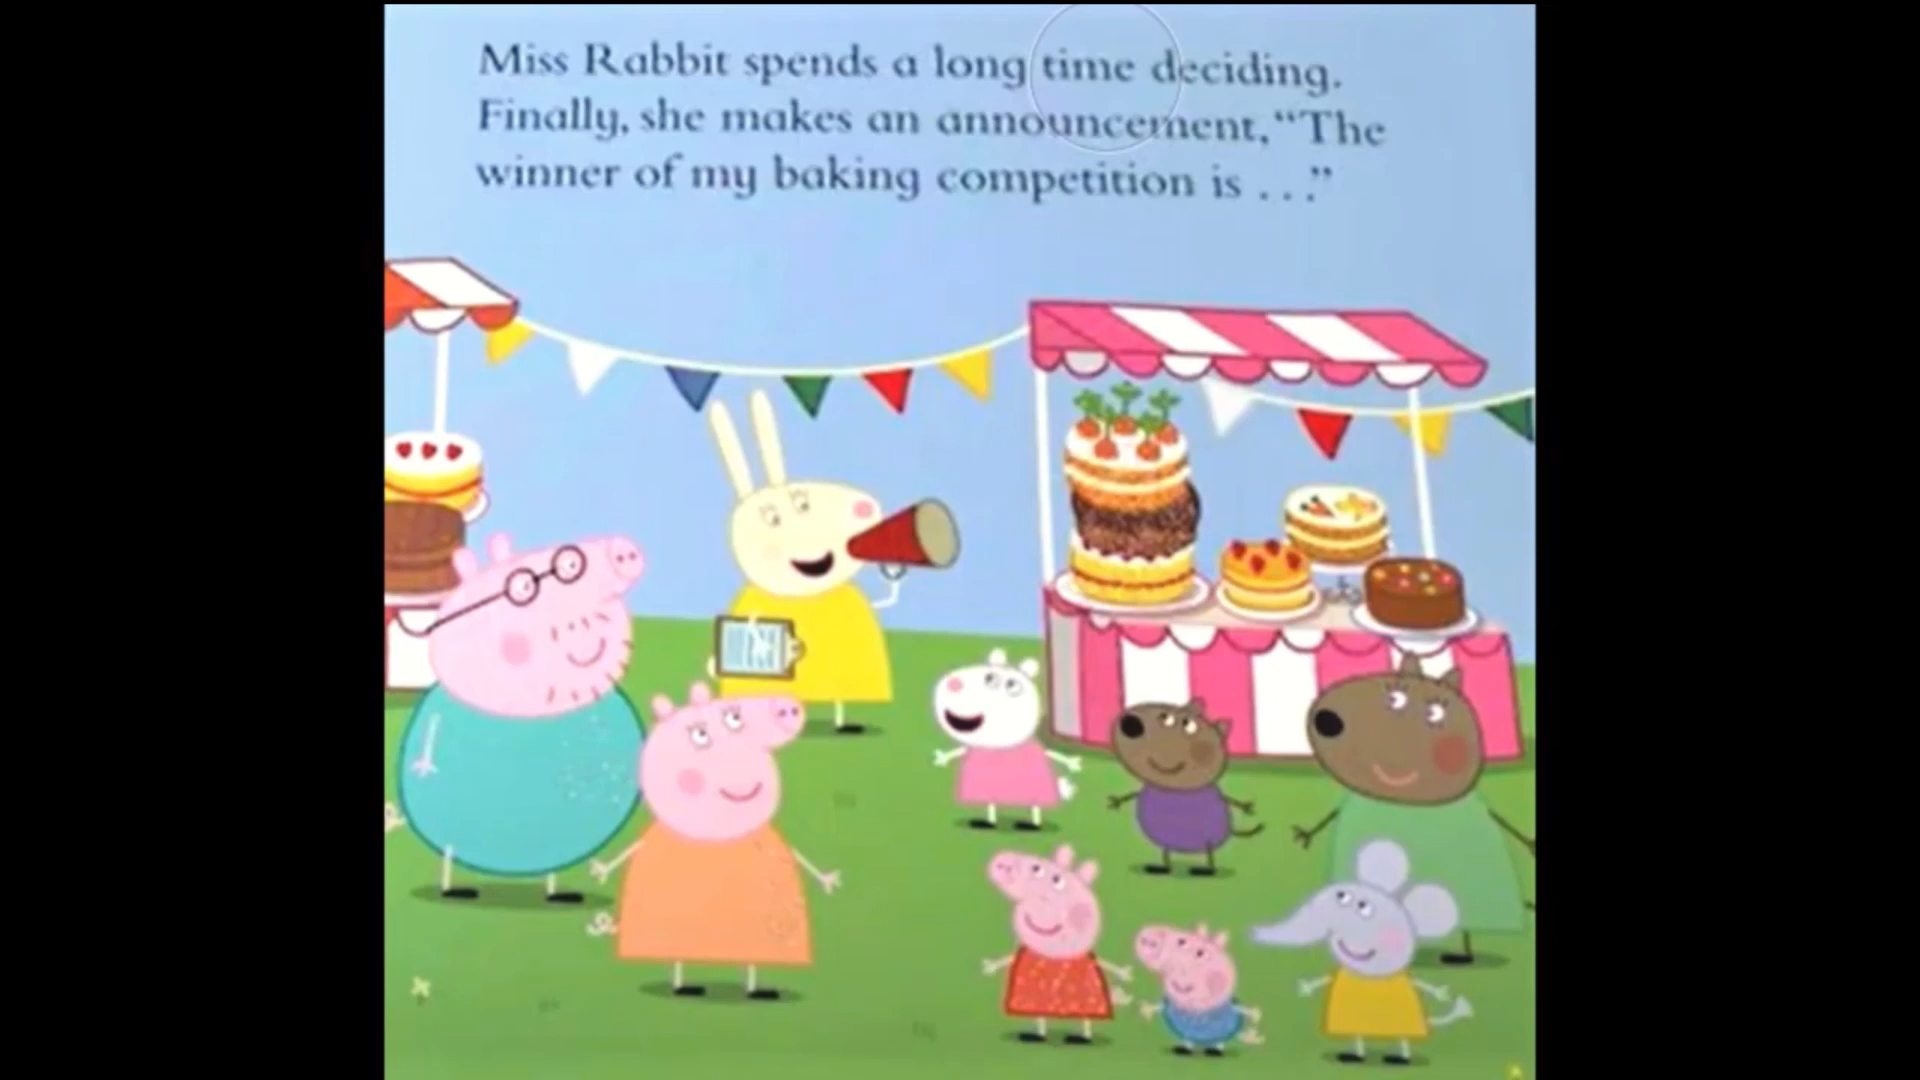 Miss Rabbit spends a long time deciding.
Finally, she makes an announcement, “The
winner of my baking competition is . . .”